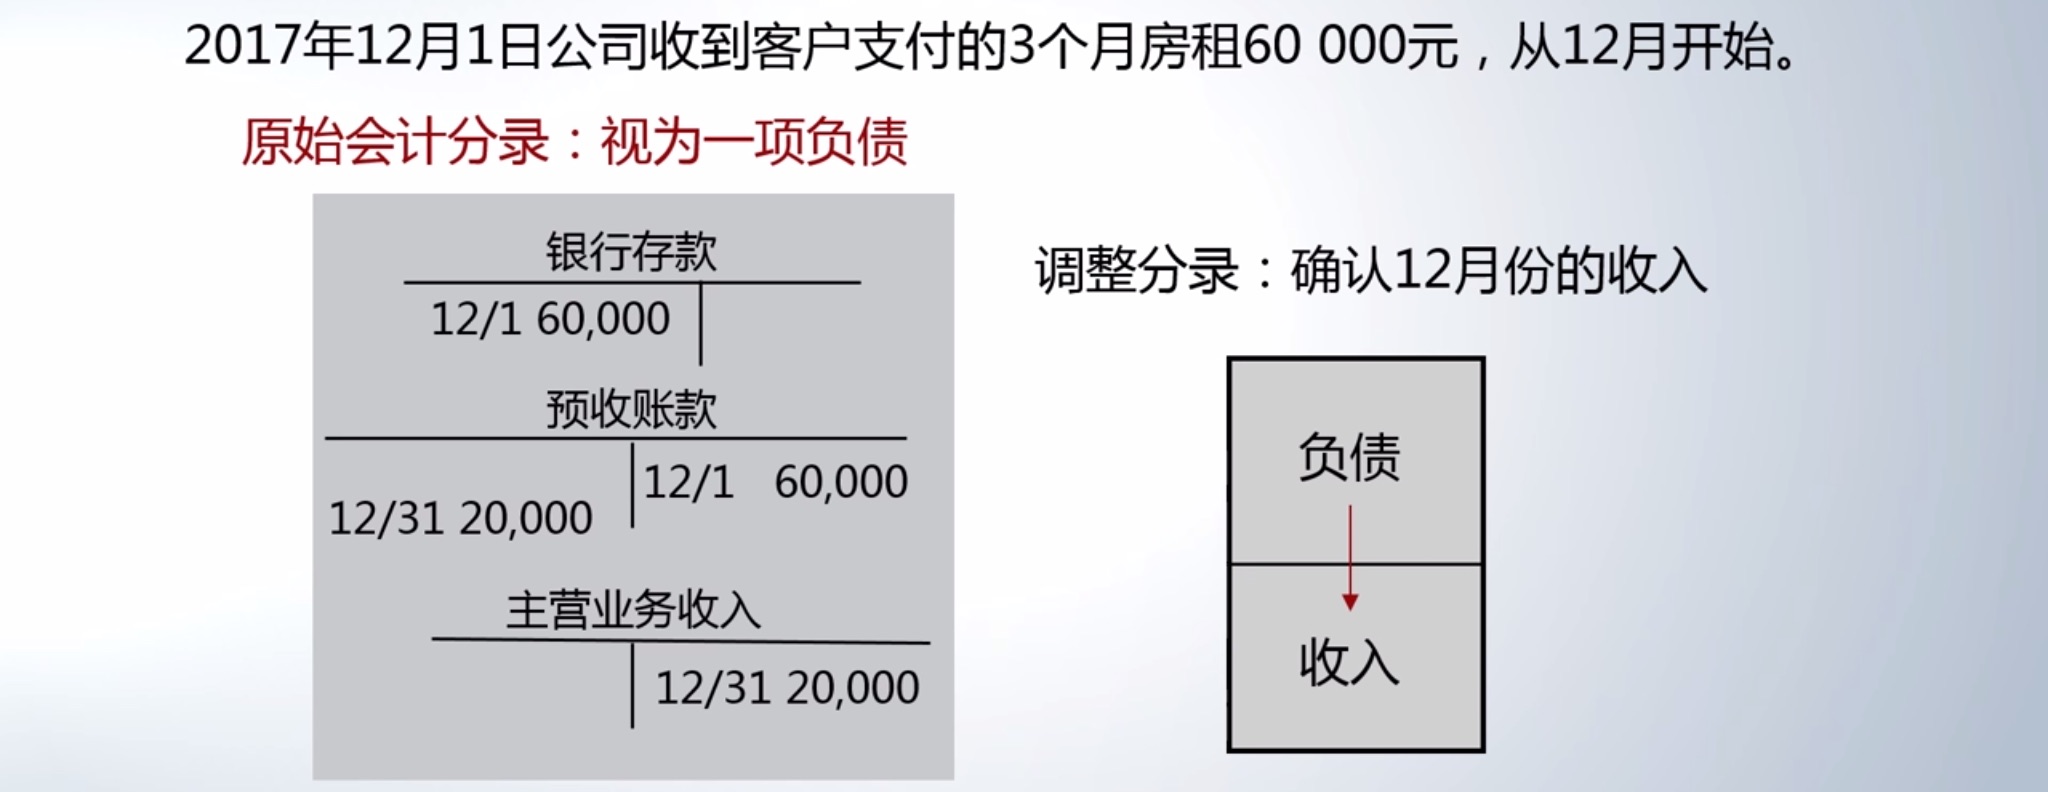 2017年12月1日公司收到客户支付的3个月房租60 000元，从12月开始。
原始会计分录：视为一项负债
银行存款
12/1 60,000
预收账款
12/1 60,000
12/31 20,000
主营业务收入
12/31 20,000
调整分录：确认12月份的收入
负债
收入